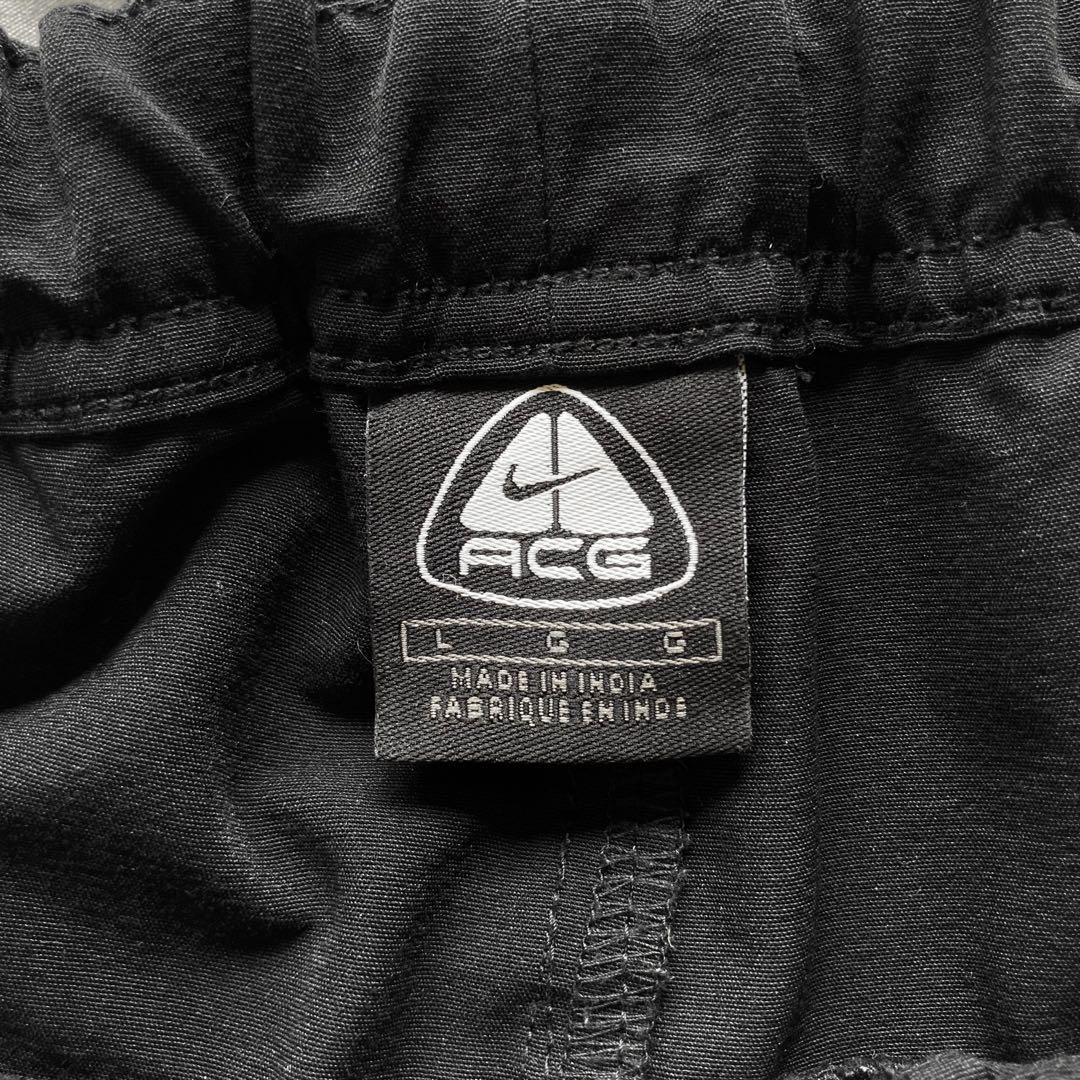 ACG
L G G
MADE IN INDIA
FABRIQUE EN INDE